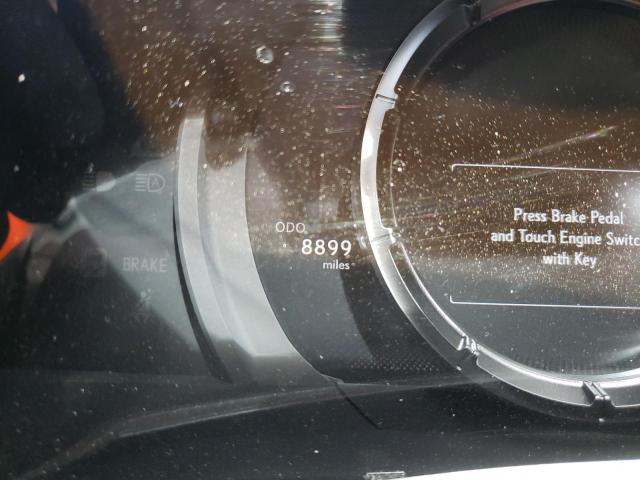 A
ODO
8899
miles
BRAKE
Press Brake Pedal
and Touch Engine Switc
with Key